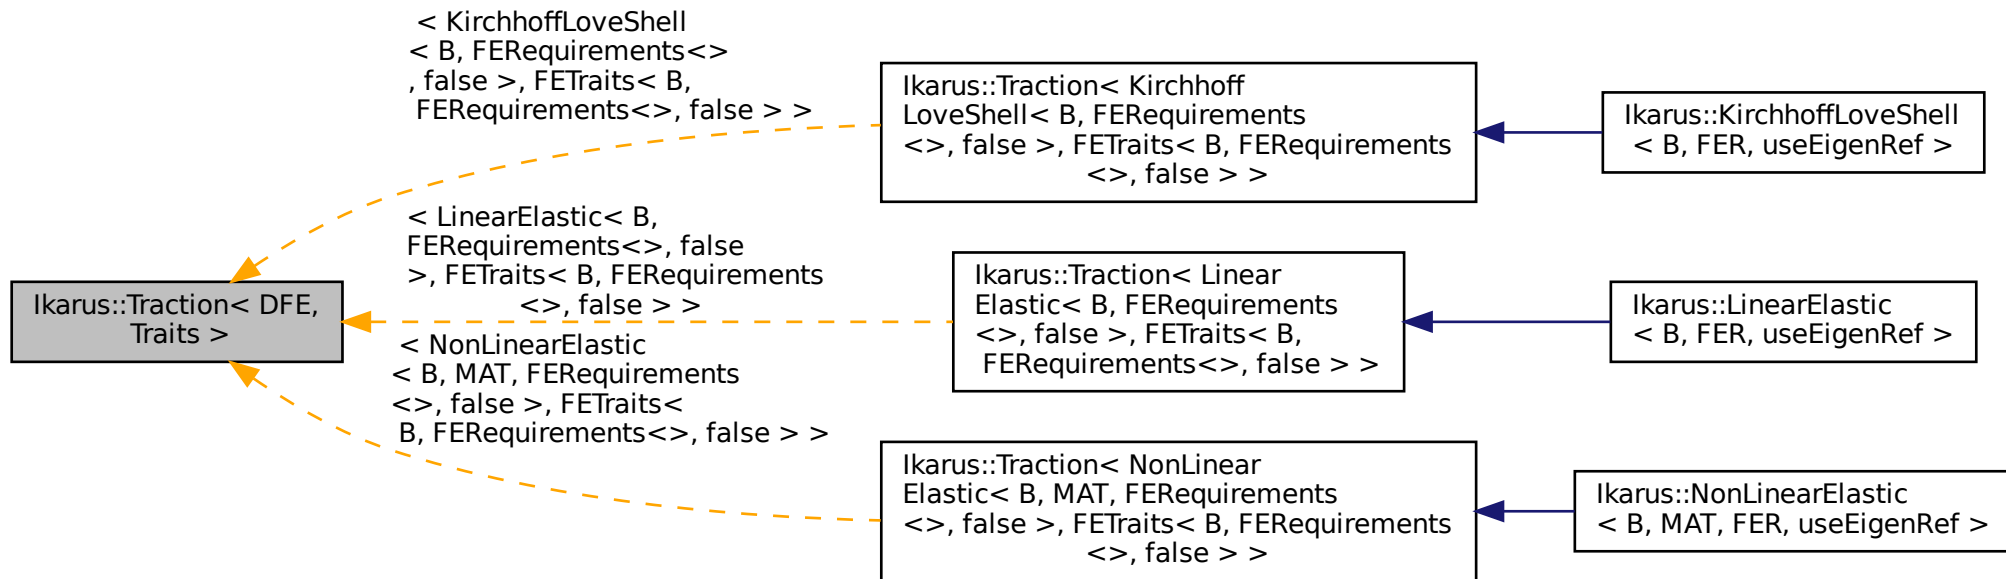 < KirchhoffLoveShell
< B, FERequirements<>
, false >, FETraits< B,
FERequirements<>, false > >
Ikarus::Traction< Kirchhoff
LoveShell< B, FERequirements
<>, false >, FETraits< B, FERequirements
<>, false > >
Ikarus::KirchhoffLoveShell
< B, FER, useEigenRef >
< LinearElastic< B,
FERequirements<>, false
>, FETraits< B, FERequirements
<>, false > >
Ikarus::Traction< DFE,
Traits >
Ikarus::Traction< Linear
Elastic< B, FERequirements
<>, false >, FETraits< B,
FERequirements<>, false > >
Ikarus::LinearElastic
< B, FER, useEigenRef >
< NonLinearElastic
< B, MAT, FERequirements
<>, false >, FETraits<
B, FERequirements<>, false > >
Ikarus::Traction< NonLinear
Elastic< B, MAT, FERequirements
<>, false >, FETraits< B, FERequirements
<>, false > >
Ikarus::NonLinearElastic
< B, MAT, FER, useEigenRef >